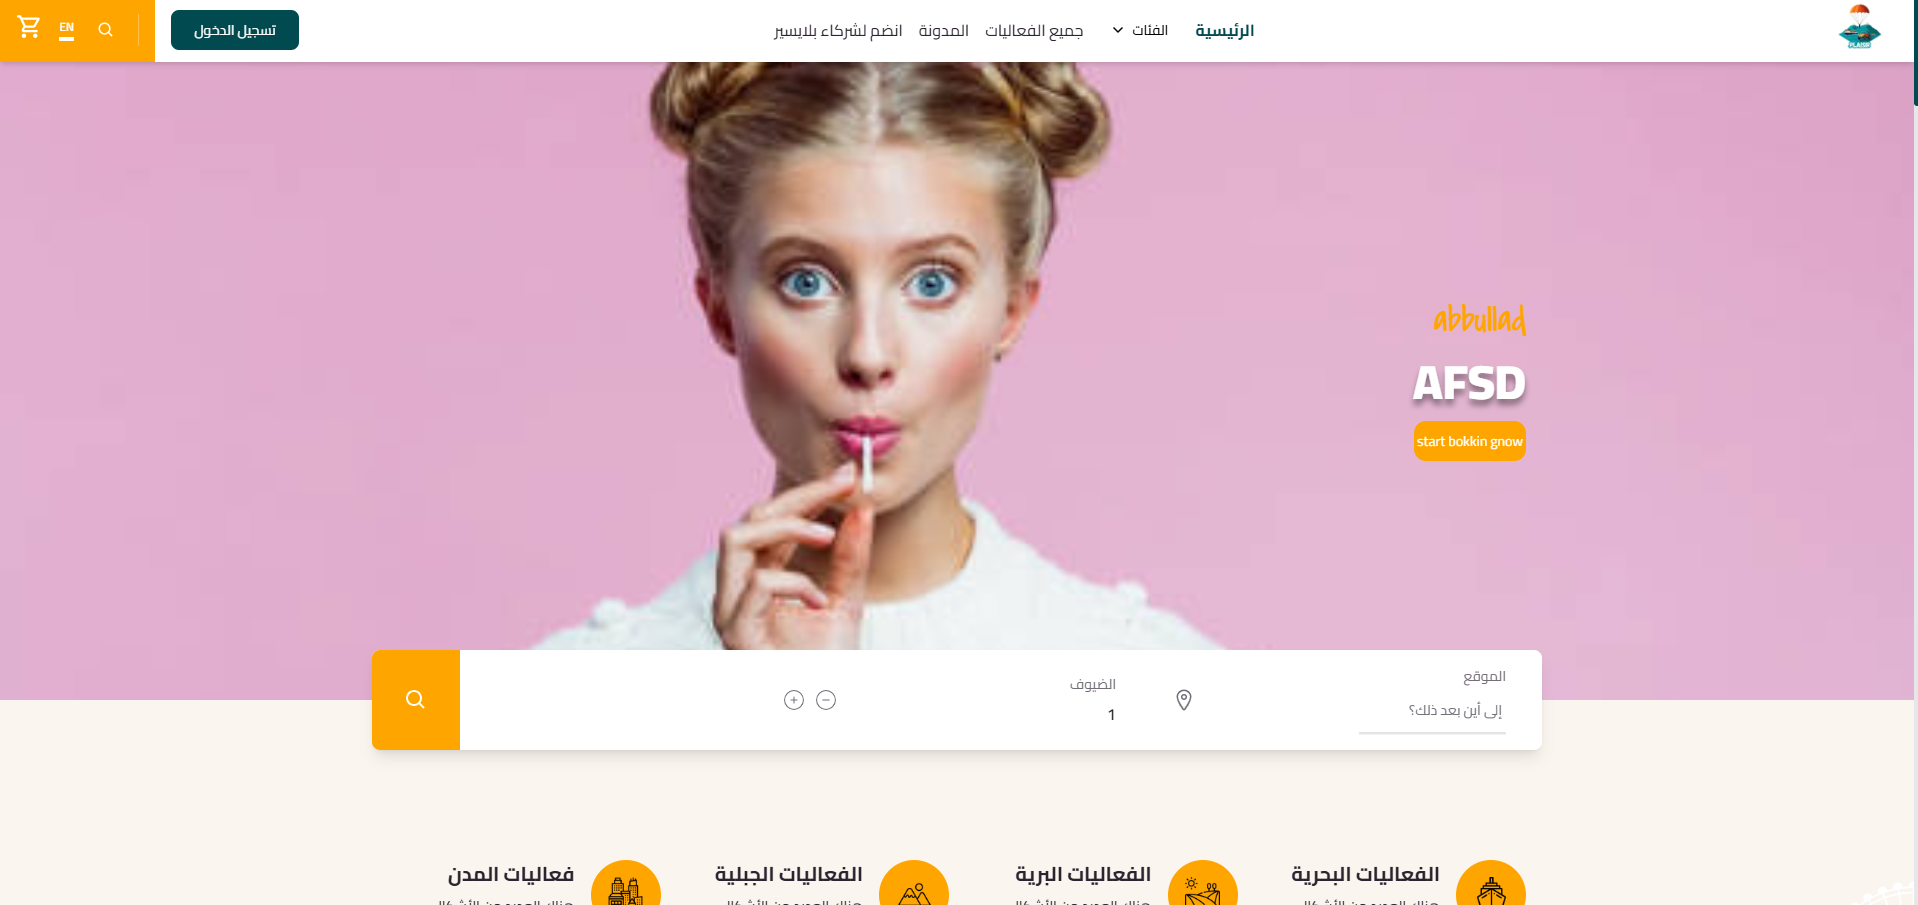 PLAISIR
الرئيسية
الفئات
جميع الفعاليات
المدونة
انضم لشركاء بلايسير
تسجيل الدخول
EN
abbullad
AFSD
start bokkin gnow
الموقع
إلى أين بعد ذلك؟
الضيوف
1
الفعاليات البحرية
الفعاليات البرية
الفعاليات الجبلية
فعاليات المدن